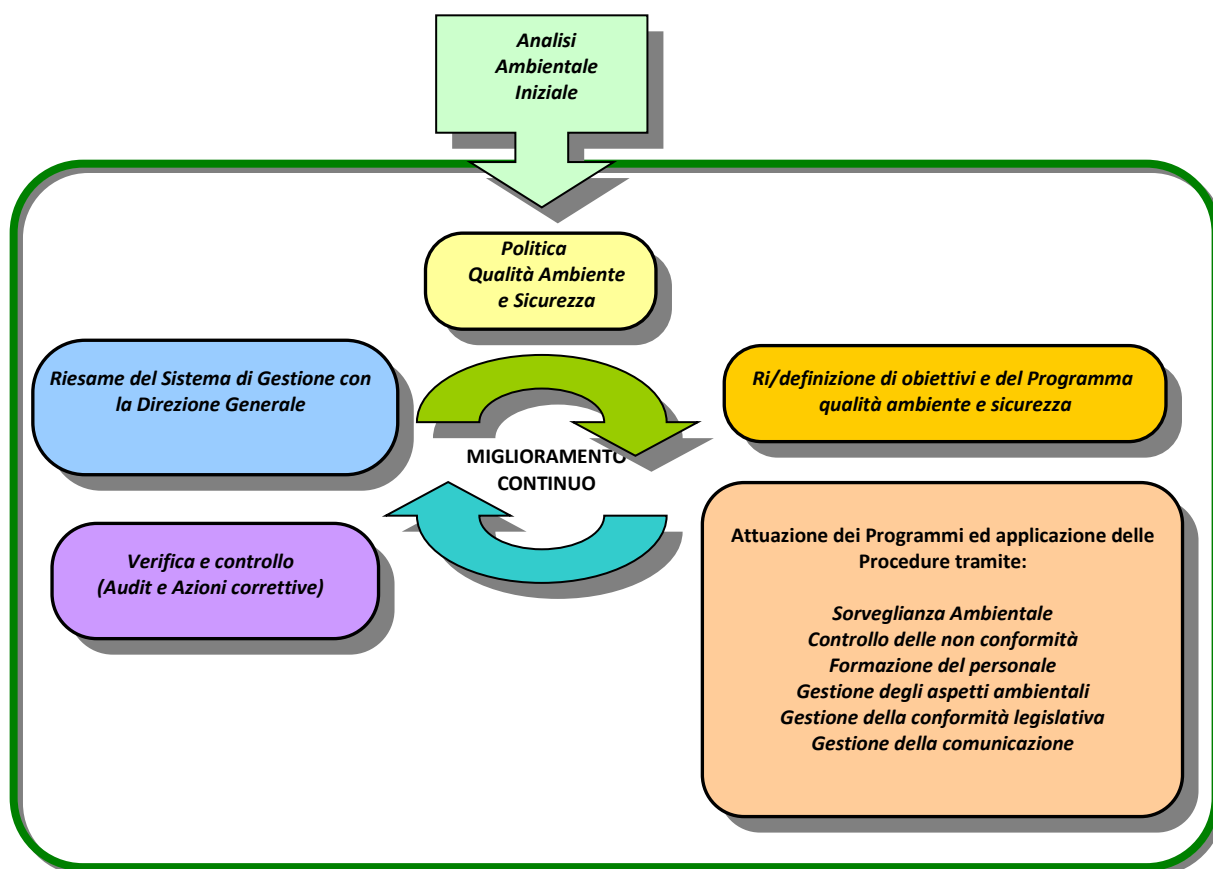 Analisi
Ambientale
Iniziale
Politica
Qualità Ambiente
e Sicurezza
Riesame del Sistema di Gestione con
la Direzione Generale
Ri/definizione di obiettivi e del Programma
qualità ambiente e sicurezza
MIGLIORAMENTO
CONTINUO
Verifica e controllo
(Audit e Azioni correttive)
Attuazione dei Programmi ed applicazione delle
Procedure tramite:
Sorveglianza Ambientale
Controllo delle non conformità
Formazione del personale
Gestione degli aspetti ambientali
Gestione della conformità legislativa
Gestione della comunicazione